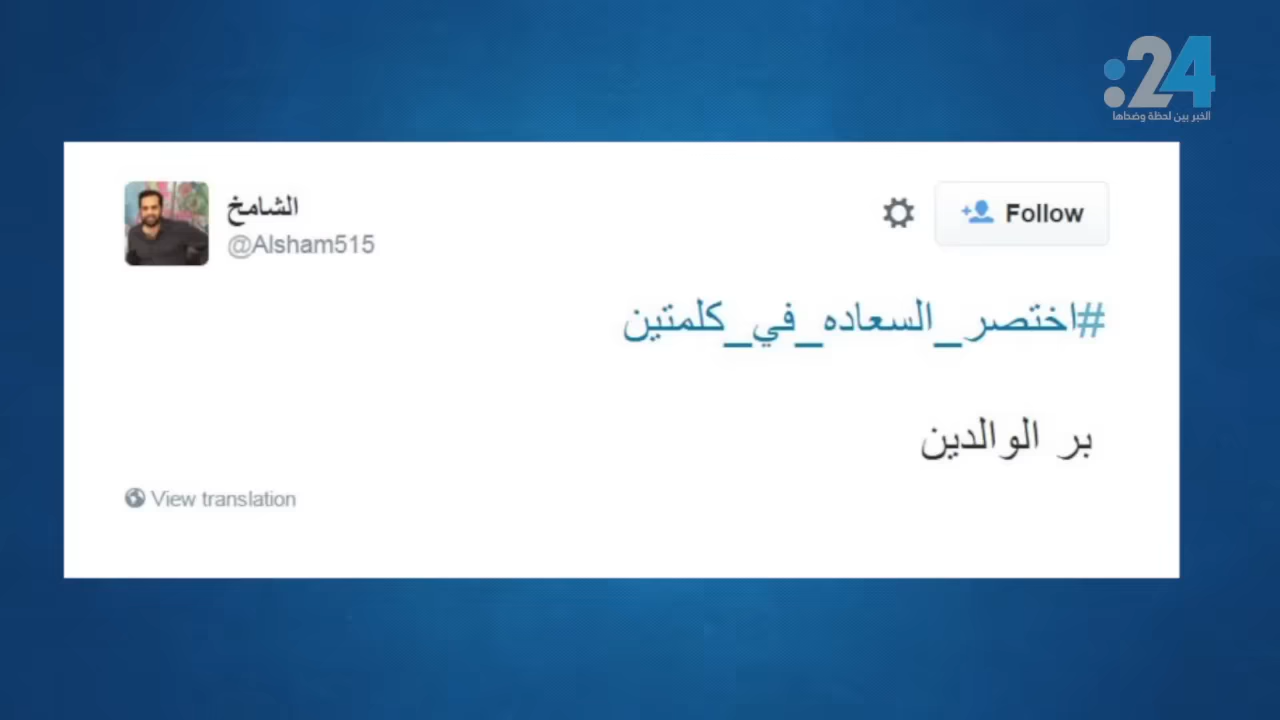 :24
الخبر بين لحظة وضحاها
الشامخ
@Alsham515
Follow
#اختصر_السعاده_في_كلمتين
بر الوالدين
View translation